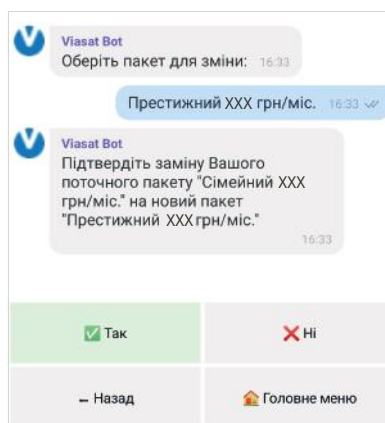 Viasat Bot
Оберіть пакет для зміни: 16:33
Престижний XXX грн/міс. 16:33
Viasat Bot
Підтвердіть заміну Вашого
поточного пакету "Сімейний XXX
грн/міс." на новий пакет
"Престижний XXX грн/міс."
16:33
Так
Ні
Назад
Головне меню